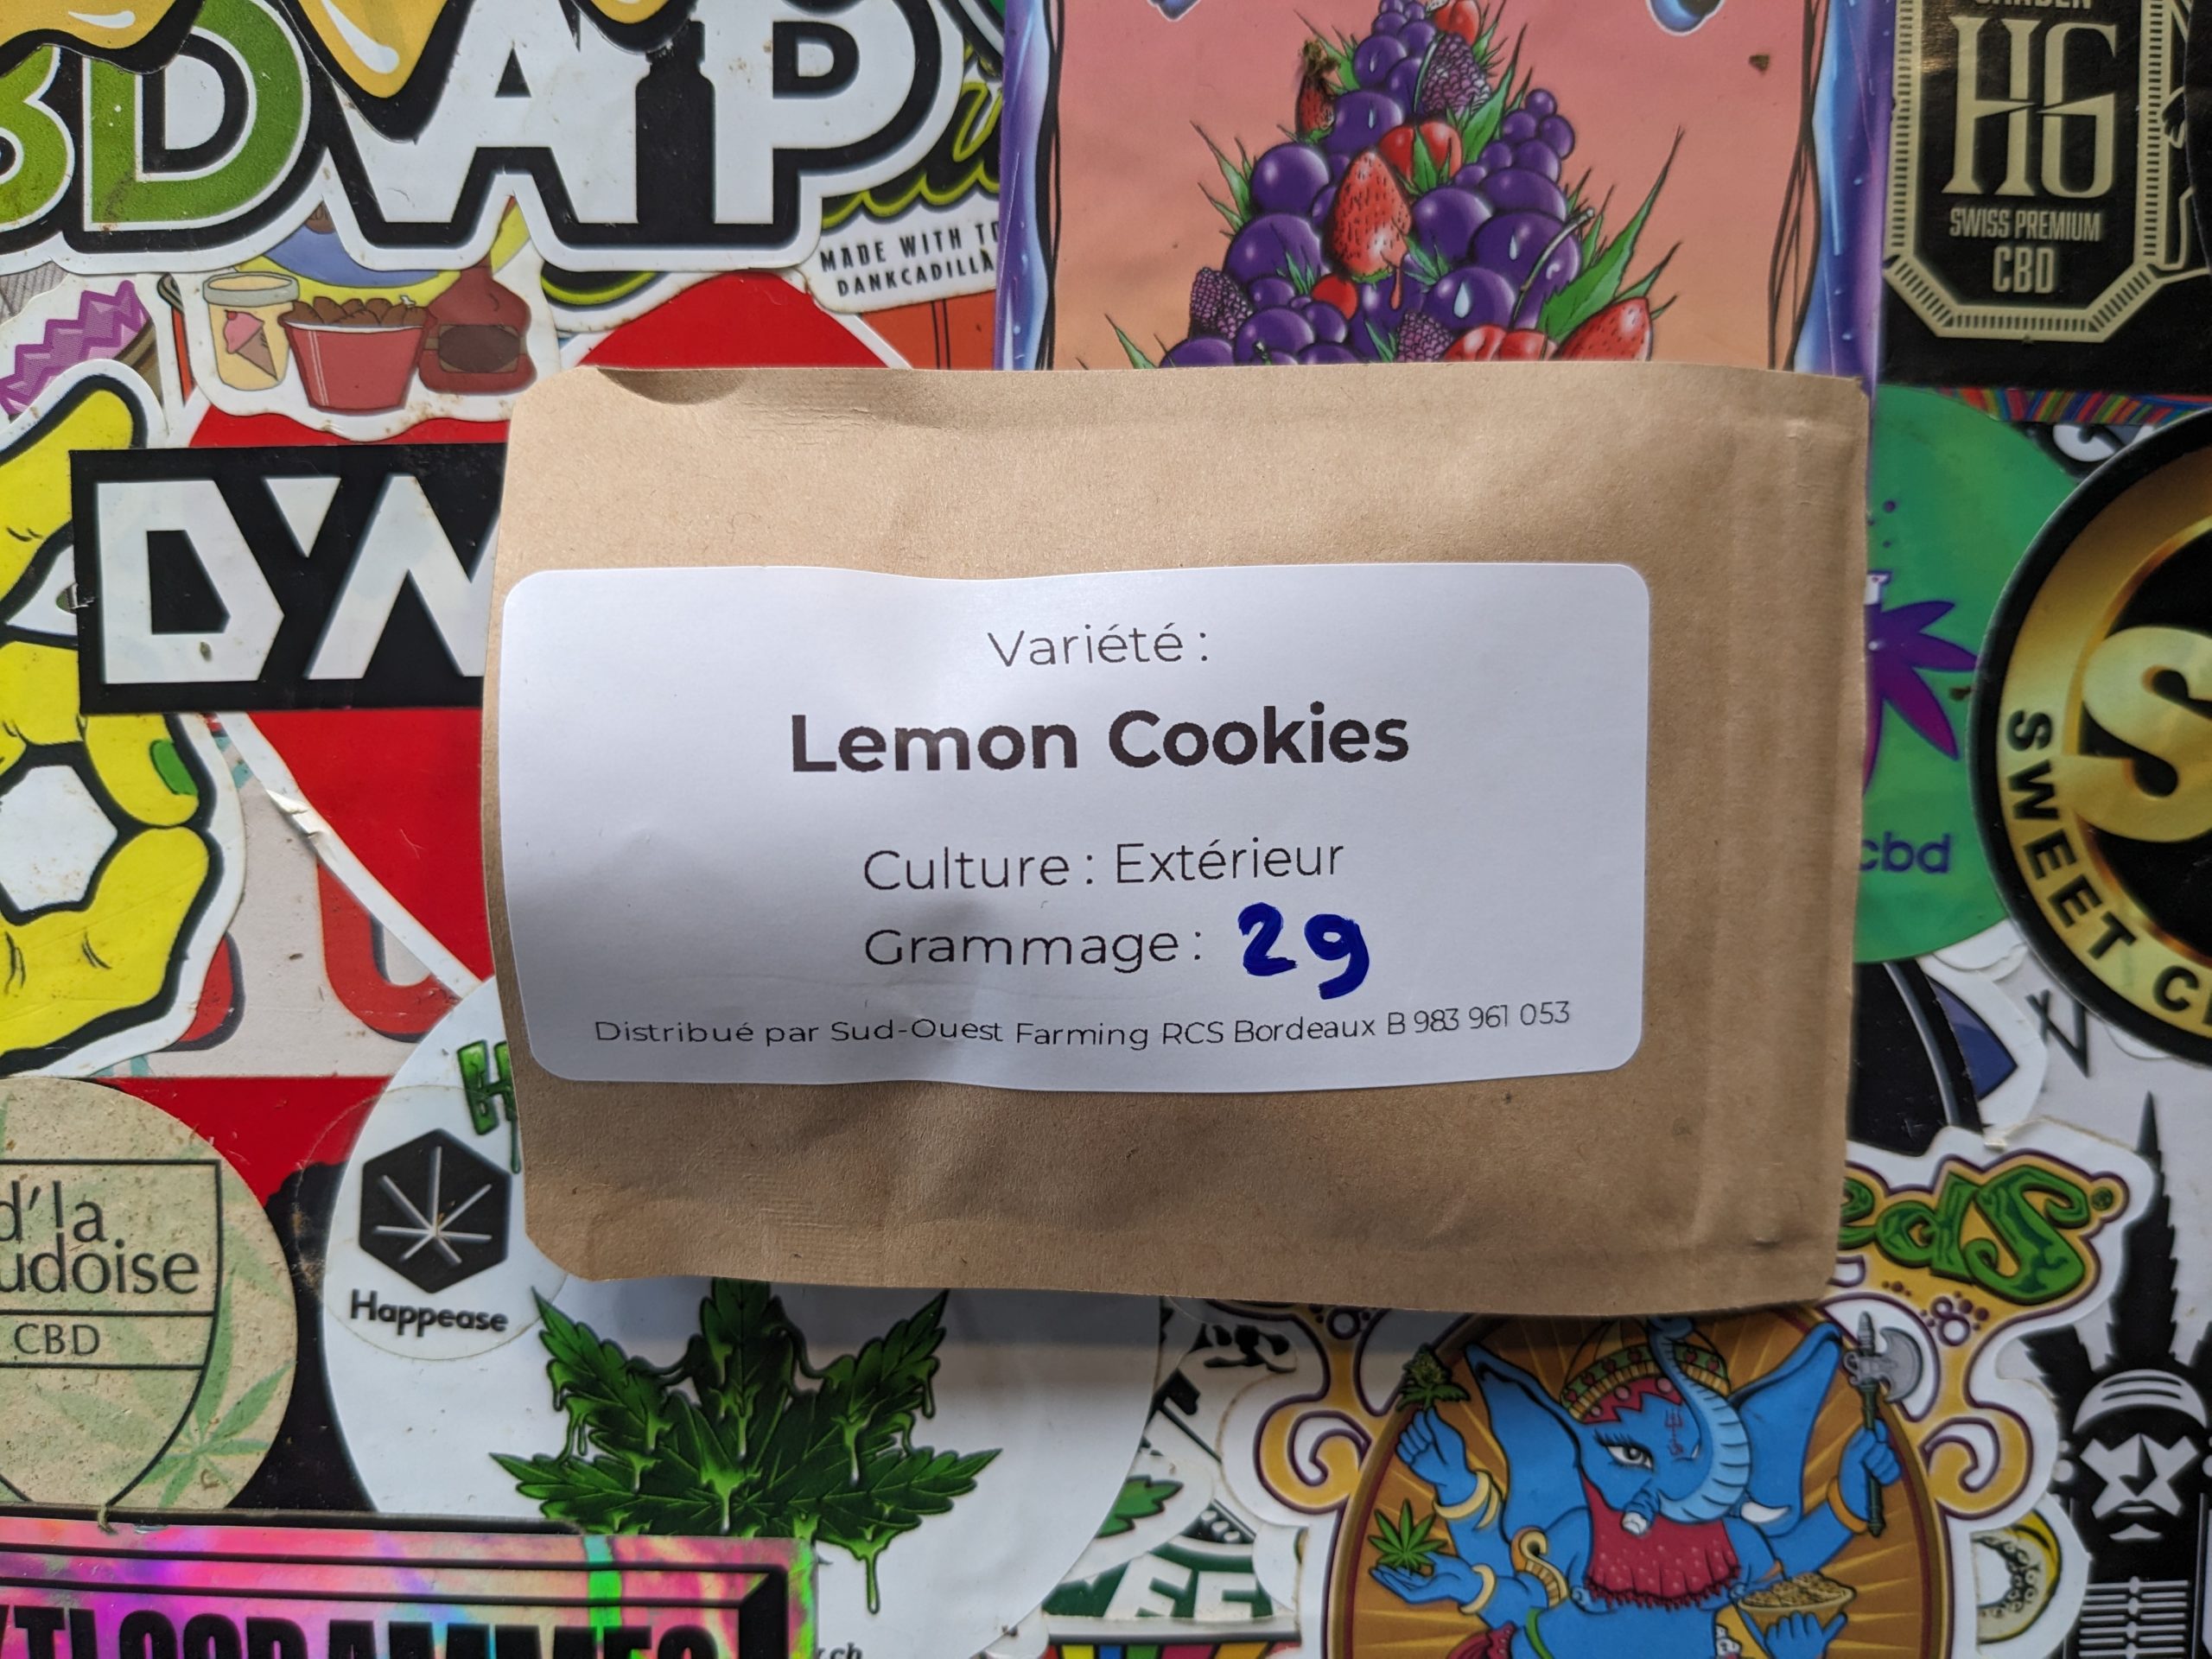 MADE WITH
DANKCADILLA
HG
SWISS PREMIUM
CBD
Variété :
Lemon Cookies
Culture : Extérieur
Grammage : 2g
Distribué par Sud-Ouest Farming RCS Bordeaux B 983 961 053
cbd
SWEET
d'la
udoise
CBD
Happease